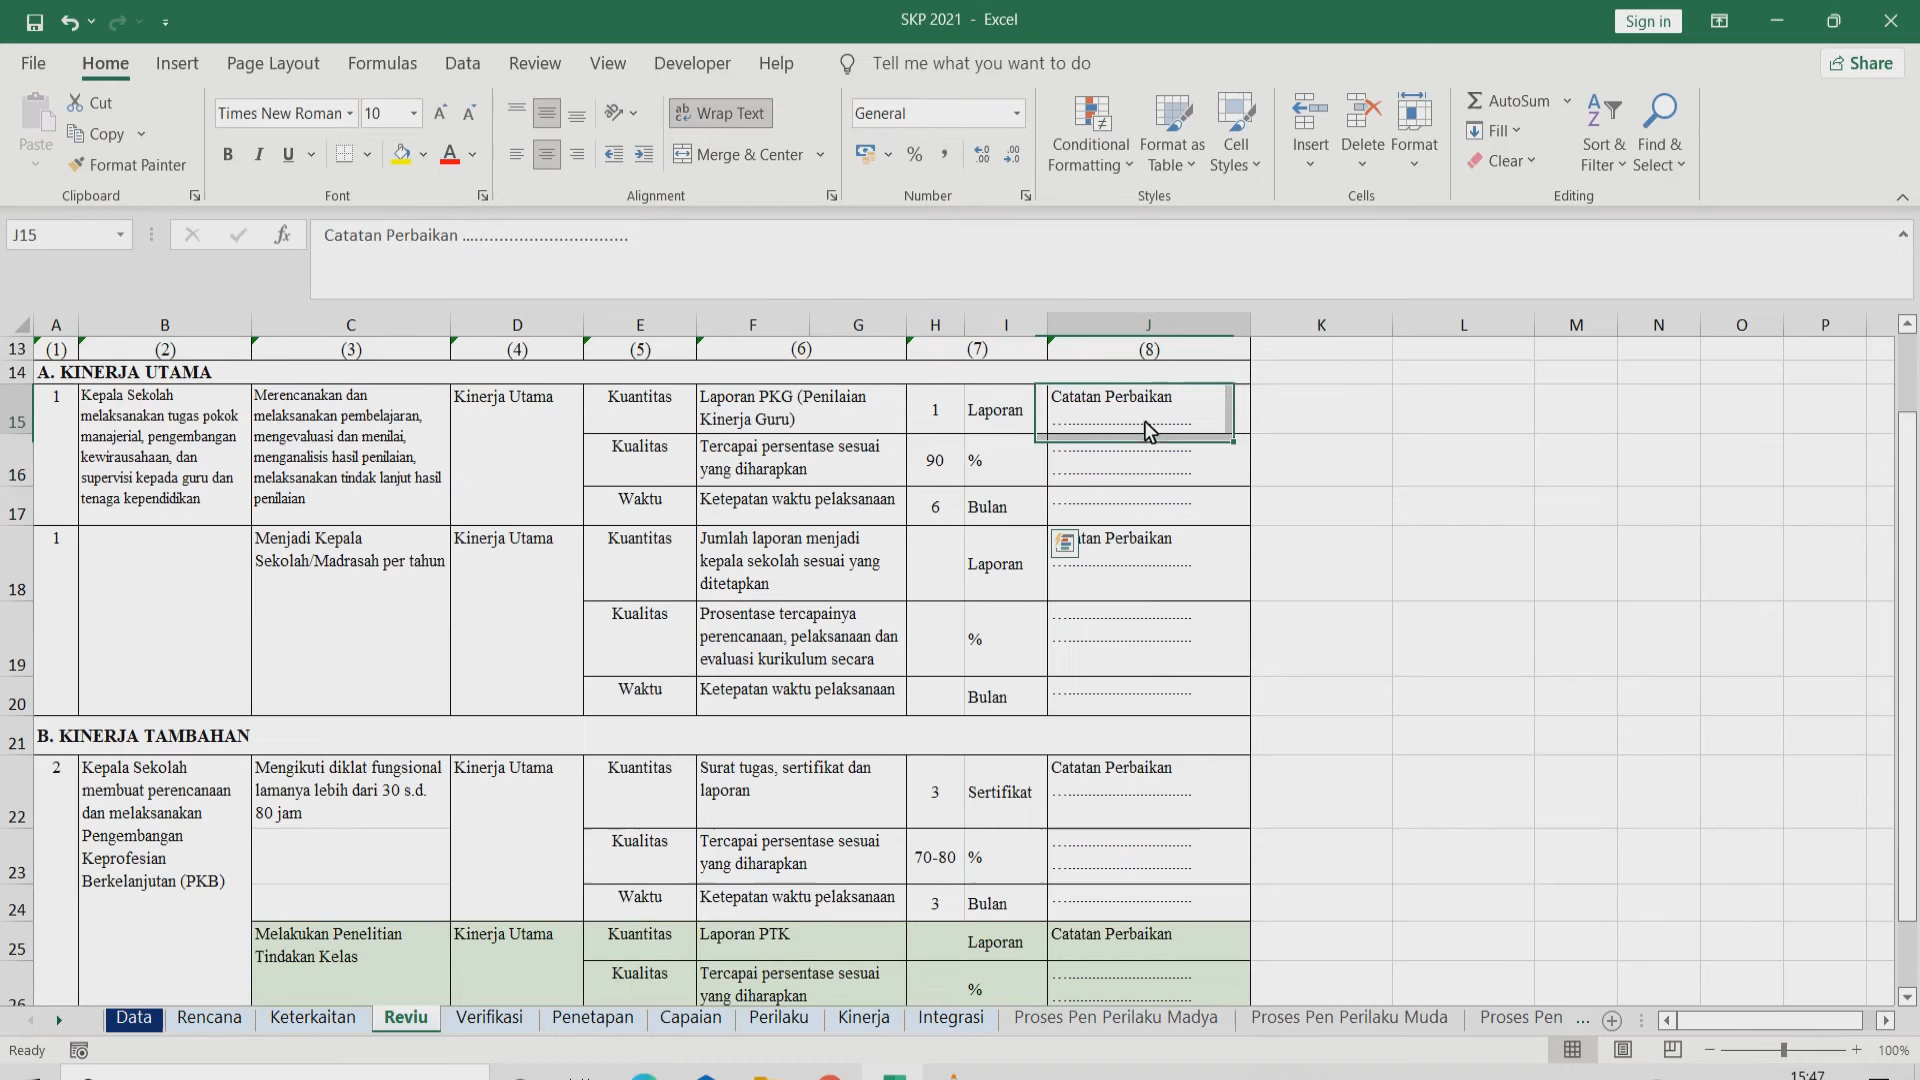 SKP 2021 - Excel
Sign in
File Home Insert Page Layout Formulas Data Review View Developer Help Tell me what you want to do Share
Paste
Cut
Copy
Format Painter
Clipboard
Times New Roman 10
B I U
Font
Wrap Text
Merge & Center
Alignment
General
%
Number
Conditional Formatting
Format as Table
Cell Styles
Styles
Insert Delete Format
Cells
AutoSum
Fill
Clear
Sort & Filter
Find & Select
Editing
J15
fx
Catatan Perbaikan ................................
A B C D E F G H I J K L M N O P
13 (1) (2) (3) (4) (5) (6) (7) (8)
14 A. KINERJA UTAMA
15
1
Kepala Sekolah
melaksanakan tugas pokok
manajerial, pengembangan
kewirausahaan, dan
supervisi kepada guru dan
tenaga kependidikan
Merencanakan dan
melaksanakan pembelajaran,
mengevaluasi dan menilai,
menganalisis hasil penilaian,
melaksanakan tindak lanjut hasil
penilaian
Kinerja Utama
Kuantitas
Laporan PKG (Penilaian
Kinerja Guru)
1 Laporan
Catatan Perbaikan
................................
16
Kualitas
Tercapai persentase sesuai
yang diharapkan
90 %
................................
................................
17
Waktu
Ketepatan waktu pelaksanaan
6 Bulan
................................
18
1
Menjadi Kepala
Sekolah/Madrasah per tahun
Kinerja Utama
Kuantitas
Jumlah laporan menjadi
kepala sekolah sesuai yang
ditetapkan
Laporan
tan Perbaikan
................................
19
Kualitas
Prosentase tercapainya
perencanaan, pelaksanaan dan
evaluasi kurikulum secara
%
................................
................................
20
Waktu
Ketepatan waktu pelaksanaan
Bulan
................................
21 B. KINERJA TAMBAHAN
22
2
Kepala Sekolah
membuat perencanaan
dan melaksanakan
Pengembangan
Keprofesian
Berkelanjutan (PKB)
Mengikuti diklat fungsional
lamanya lebih dari 30 s.d.
80 jam
Kinerja Utama
Kuantitas
Surat tugas, sertifikat dan
laporan
3 Sertifikat
Catatan Perbaikan
................................
23
Kualitas
Tercapai persentase sesuai
yang diharapkan
70-80 %
................................
................................
24
Waktu
Ketepatan waktu pelaksanaan
3 Bulan
................................
25
Melakukan Penelitian
Tindakan Kelas
Kinerja Utama
Kuantitas
Laporan PTK
Laporan
Catatan Perbaikan
26
Kualitas
Tercapai persentase sesuai
yang diharapkan
%
................................
................................
Data Rencana Keterkaitan Reviu Verifikasi Penetapan Capaian Perilaku Kinerja Integrasi Proses Pen Perilaku Madya Proses Pen Perilaku Muda Proses Pen ...
Ready
100%
15:47